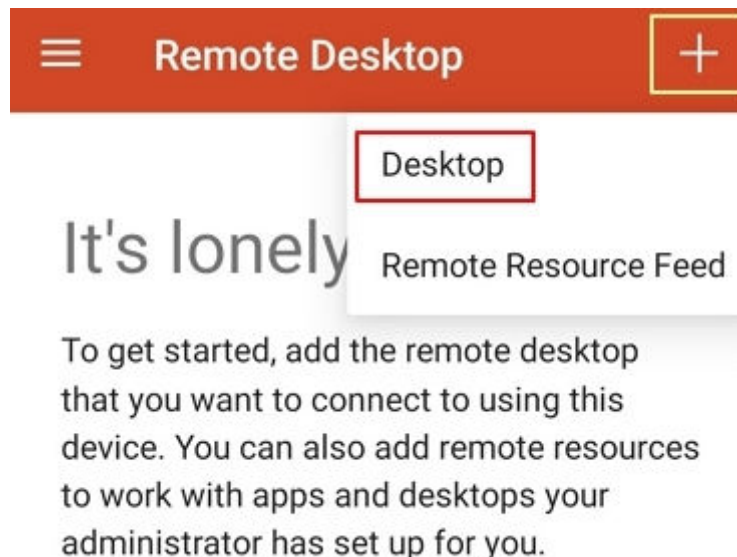 Remote Desktop
Desktop
It's lonely
Remote Resource Feed
To get started, add the remote desktop
that you want to connect to using this
device. You can also add remote resources
to work with apps and desktops your
administrator has set up for you.